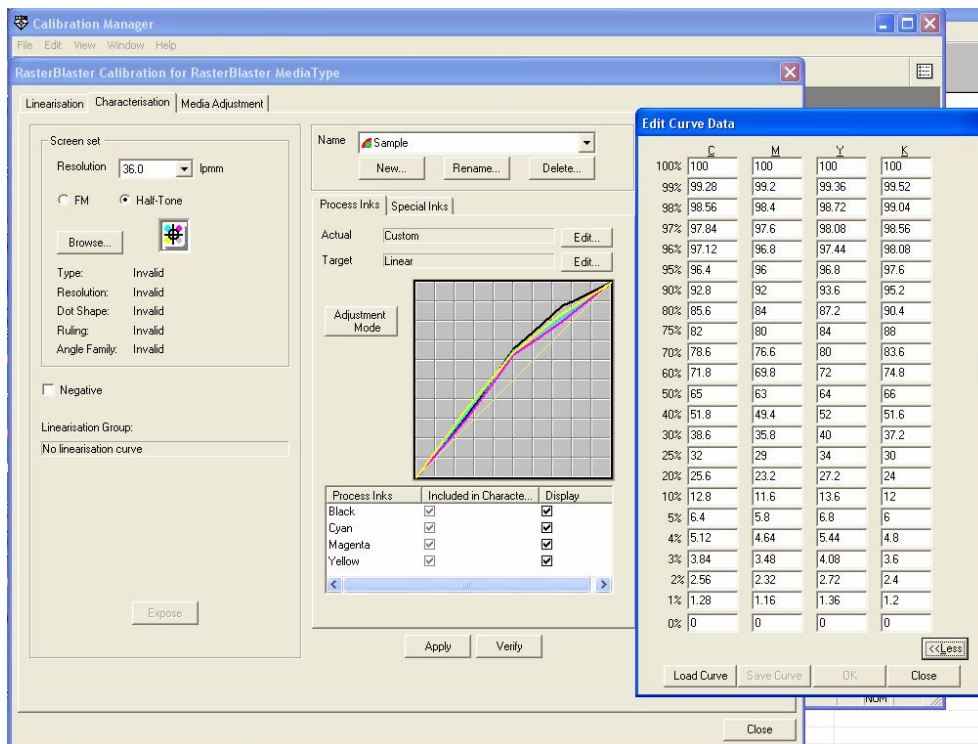 Calibration Manager
File Edit View Window Help
RasterBlaster Calibration for RasterBlaster MediaType
Linearisation Characterisation Media Adjustment
Screen set
Resolution 36.0 lpmm
FM Half-Tone
Browse...
Type: Invalid
Resolution: Invalid
Dot Shape: Invalid
Ruling: Invalid
Angle Family: Invalid
Negative
Linearisation Group:
No linearisation curve
Expose
Name Sample
New... Rename... Delete...
Process Inks Special Inks
Actual Custom Edit...
Target Linear Edit...
Adjustment
Mode
Process Inks Included in Characte... Display
Black
Cyan
Magenta
Yellow
Apply Verify
Close
Edit Curve Data
C M Y K
100% 100 100 100 100
99% 99.28 99.2 99.36 99.52
98% 98.56 98.4 98.72 99.04
97% 97.84 97.6 98.08 98.56
96% 97.12 96.8 97.44 98.08
95% 96.4 96 96.8 97.6
90% 92.8 92 93.6 95.2
80% 85.6 84 87.2 90.4
75% 82 80 84 88
70% 78.6 76.6 80 83.6
60% 71.8 69.8 72 74.8
50% 65 63 64 66
40% 51.8 49.4 52 51.6
30% 38.6 35.8 40 37.2
25% 32 29 34 30
20% 25.6 23.2 27.2 24
10% 12.8 11.6 13.6 12
5% 6.4 5.8 6.8 6
4% 5.12 4.64 5.44 4.8
3% 3.84 3.48 4.08 3.6
2% 2.56 2.32 2.72 2.4
1% 1.28 1.16 1.36 1.2
0% 0 0 0 0
<<Less
Load Curve Save Curve OK Close
NUM